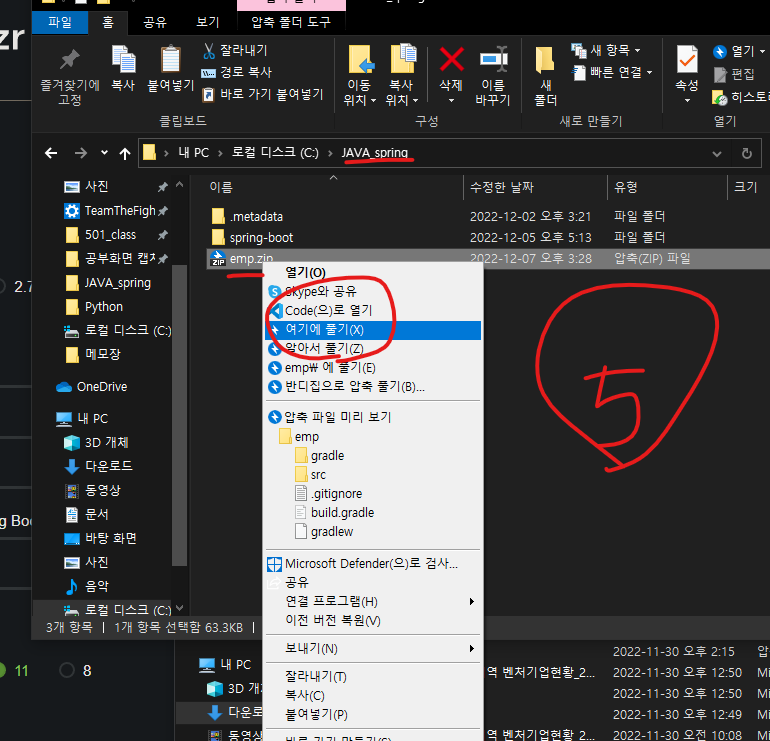 zr
파일
홈
공유
보기
압축 폴더 도구
즐겨찾기에
고정
복사
붙여넣기
잘라내기
경로 복사
바로 가기 붙여넣기
클립보드
이동
위치
복사
위치
삭제
이름
바꾸기
구성
새
폴더
새 항목
빠른 연결
새로 만들기
속성
열기
편집
히스토리
열기
내 PC > 로컬 디스크 (C:) > JAVA_spring
이름
수정한 날짜
유형
크기
.metadata 2022-12-02 오후 3:21 파일 폴더
spring-boot 2022-12-05 오후 5:13 파일 폴더
emp.zip 2022-12-07 오후 3:28 압축(ZIP) 파일
사진
TeamTheFigh
501_class
공부화면 캡처
JAVA_spring
Python
로컬 디스크 (C:)
메모장
OneDrive
내 PC
3D 개체
다운로드
동영상
문서
바탕 화면
사진
음악
로컬 디스크 (C:)
3개 항목
1개 항목 선택함 63.3KB
열기(O)
Skype와 공유
Code(으)로 열기
여기에 풀기(X)
알아서 풀기(Z)
emp\ 에 풀기(E)
반디집으로 압축 풀기(B)...
압축 파일 미리 보기
emp
gradle
src
.gitignore
build.gradle
gradlew
Microsoft Defender(으)로 검사...
공유
연결 프로그램(H)
이전 버전 복원(V)
보내기(N)
잘라내기(T)
복사(C)
붙여넣기(P)
바로 가기 만들기(S)
5
2.7
g Boo
11
8
내 PC
3D 개
다운로
동영상
2022-11-30 오후 2:15 압
역 벤처기업현황_2... 2022-11-30 오후 12:50 Mi
2022-11-30 오후 12:50 Mi
2022-11-30 오후 12:50 Mi
역 벤처기업현황_2... 2022-11-30 오전 10:08 Mi